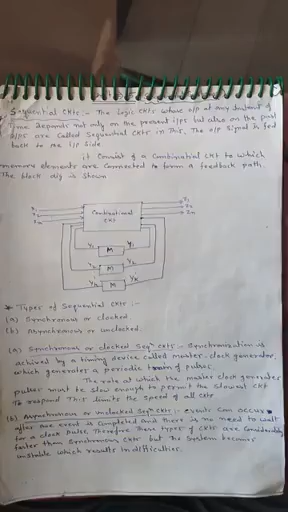 Sequential CKts :- The Logic CKTs whose o/p at any Instant of
Time Depends not only on the present i/ps but also on the past
o/ps are Called Sequential CKTs in This, The o/p Signal is fed
back to the i/p side
it Consist of a Combinational CKT to which
memory elements are Connected to form a feedback path.
The block dig is shown
Combinational
CKT
Y1
M
M
M
* Types of Sequential CKTs :-
(a) Synchronous or clocked
(b) Asynchronous or unclocked
(a) Synchronous or clocked Seqn CKTs :- Synchronization is
achived by a timing device called master-clock generator,
which generates a periodic train of pulses
The rate at which the master clock generates
pulses must be slow enough to permit the slowest CKT
To respond This limits the speed of all CKTs
(b) Asynchronous or unclocked Seqn CKTs :- events can occur
after one event is Completed and there is no need to wait
for a clock pulse, Therefore These types of CKTs are Considerably
faster than Synchronous CKTs but the System becomes
unstable which results in difficulties.